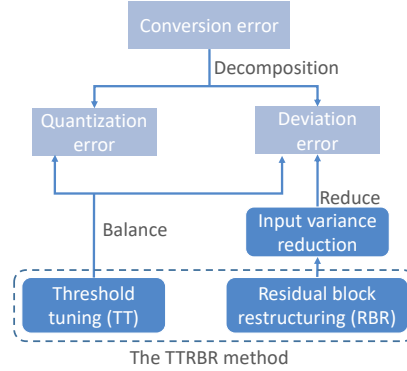 Conversion error
Decomposition
Quantization
error
Deviation
error
Reduce
Balance
Input variance
reduction
Threshold
tuning (TT)
Residual block
restructuring (RBR)
The TTRBR method